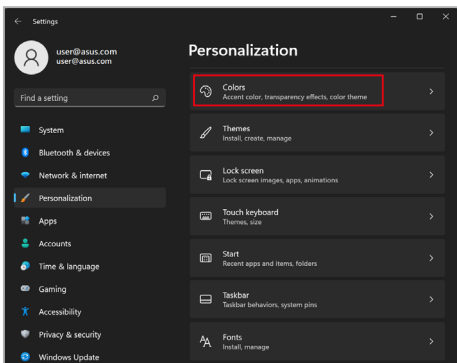 Settings
user@asus.com
user@asus.com
Find a setting
System
Bluetooth & devices
Network & internet
Personalization
Apps
Accounts
Time & language
Gaming
Accessibility
Privacy & security
Windows Update
Personalization
Colors
Accent color, transparency effects, color theme
Themes
Install, create, manage
Lock screen
Lock screen images, apps, animations
Touch keyboard
Themes, size
Start
Recent apps and items, folders
Taskbar
Taskbar behaviors, system pins
Fonts
Install, manage